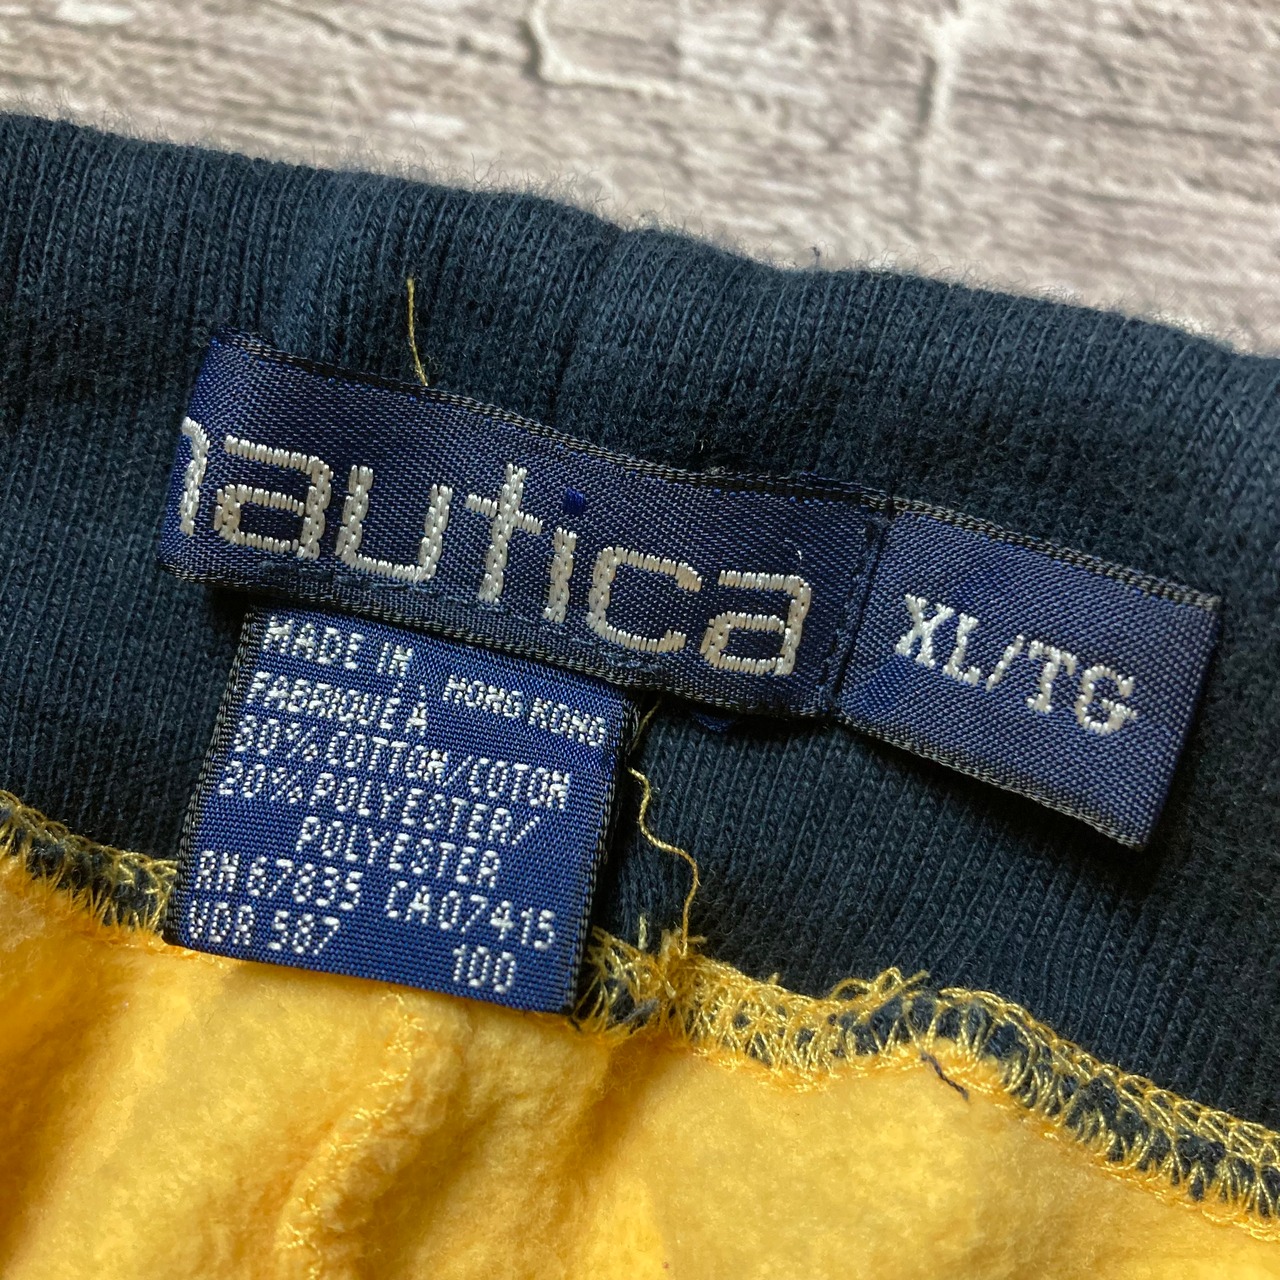 nautica
XL/TG
MADE IN
HONG KONG
FABRIQUÉ À
80% COTTON/COTON
20% POLYESTER/
POLYESTER
RN 67835 CA07415
VDR 587 100